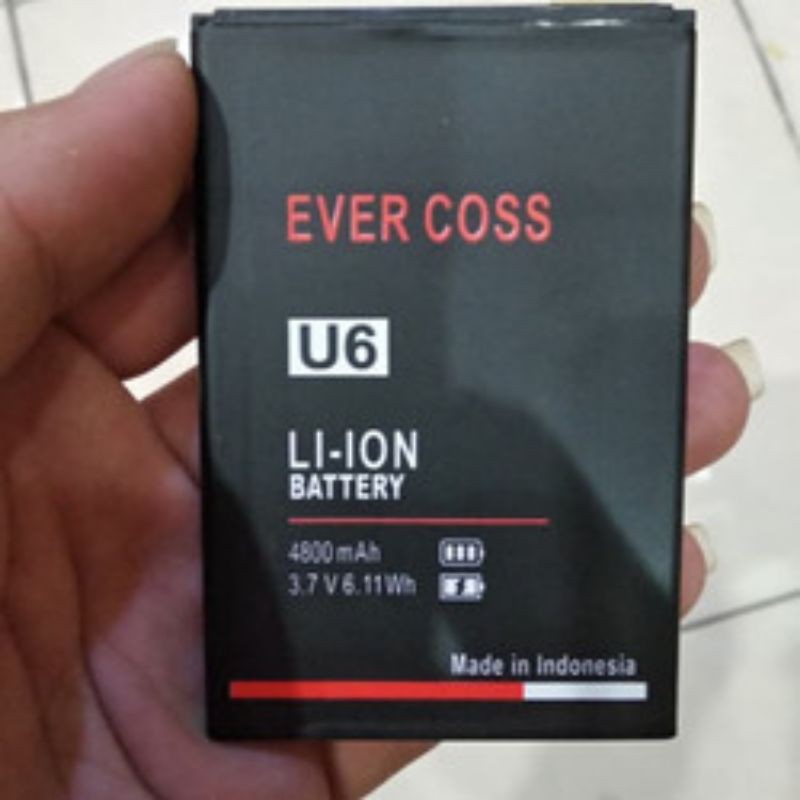 EVER COSS
U6
LI-ION
BATTERY
4800 mAh
3.7 V 6.11Wh
Made in Indonesia